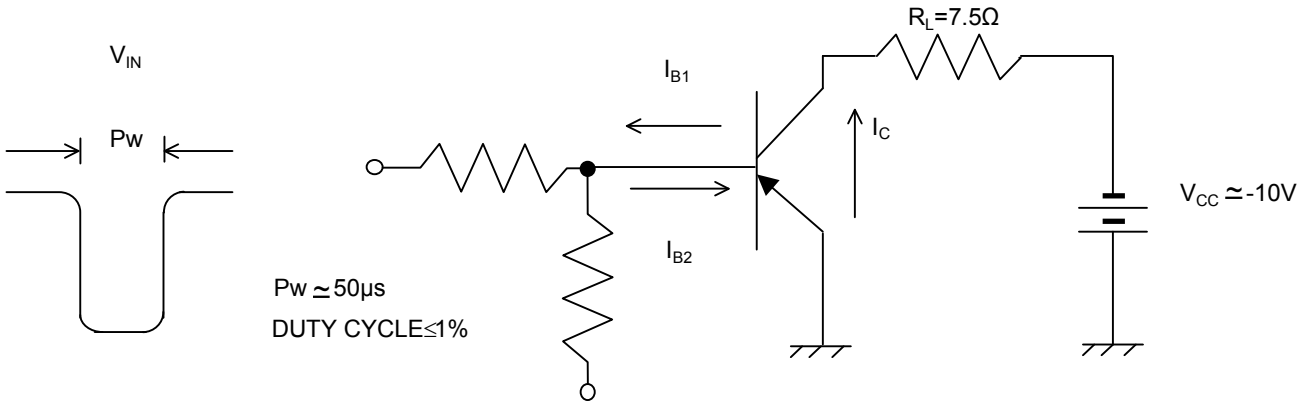 R_L=7.5Ω
V_IN
I_B1
Pw
I_C
V_CC ≃ -10V
I_B2
Pw ≃ 50μs
DUTY CYCLE≤1%